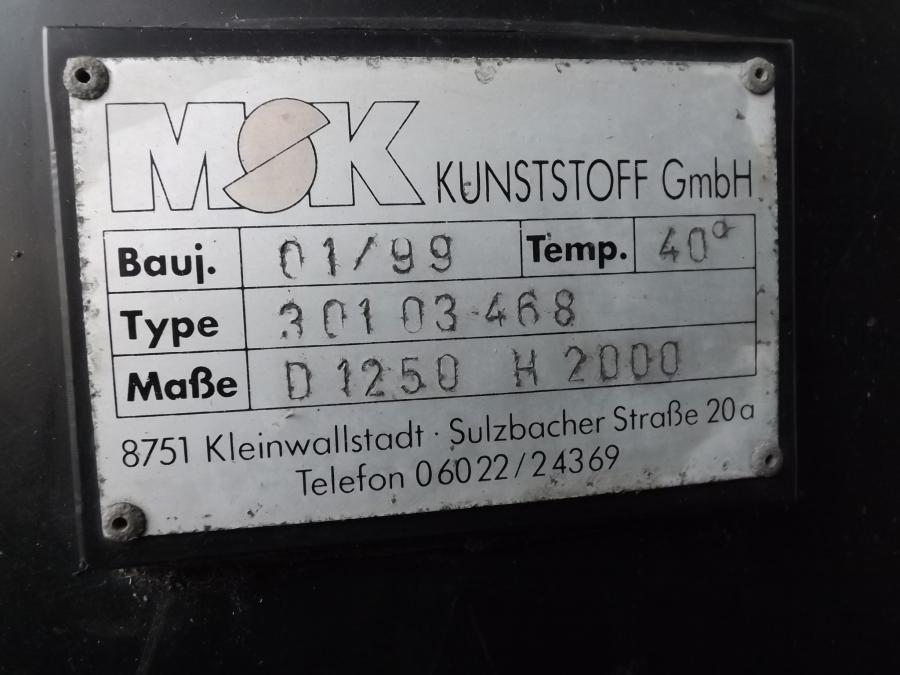 MSK KUNSTSTOFF GmbH
Bauj. 01/99 Temp. 40°
Type 30103-468
Maße D 1250 H 2000
8751 Kleinwallstadt · Sulzbacher Straße 20a
Telefon 06022/24369